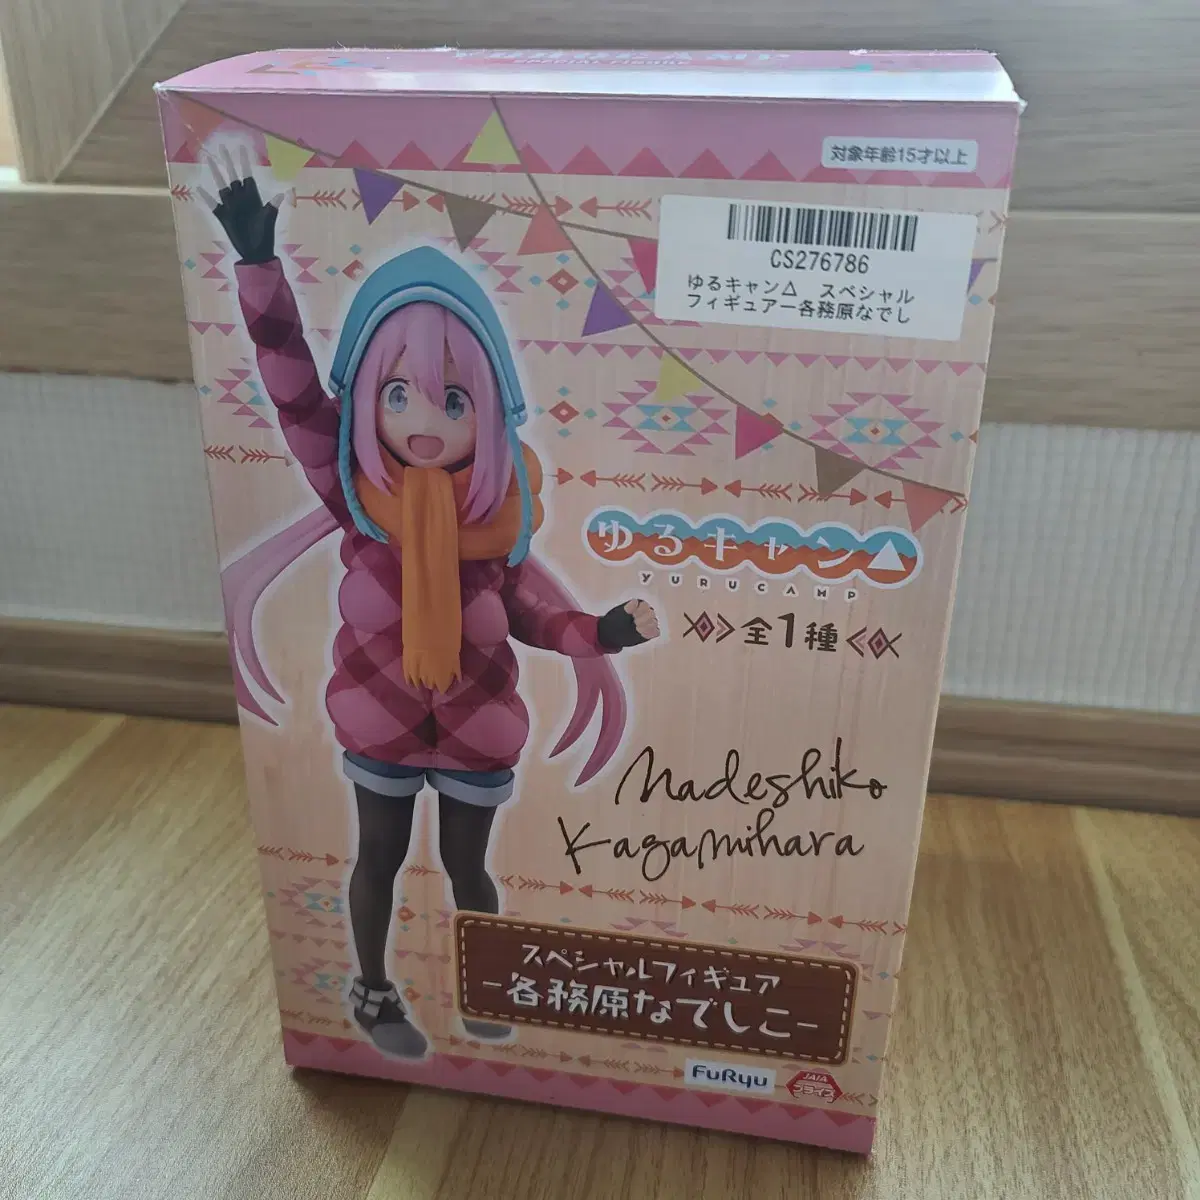 SPECIAL FIGURE
対象年齢15才以上
CS276786
ゆるキャン△ スペシャル
フィギュアー各務原なでし
ゆるキャン△
YURUCAMP
全1種
Nadeshiko
Kagamihara
スペシャルフィギュア
-各務原なでしこ-
FuRyu
JAIA
プライズ